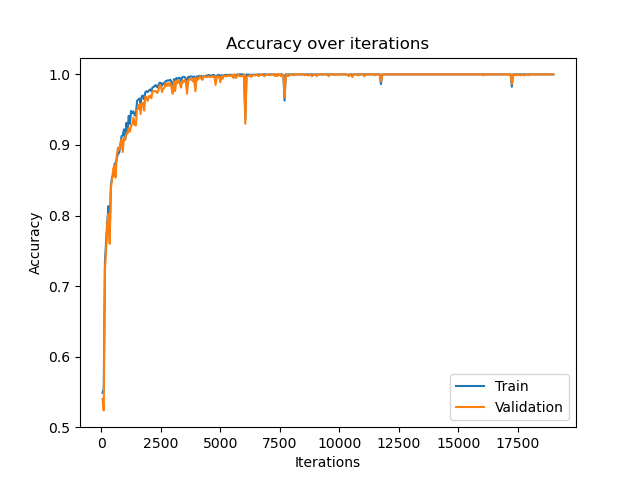 Accuracy over iterations
1.0
0.9
0.8
0.7
0.6
0.5
Accuracy
0 2500 5000 7500 10000 12500 15000 17500
Iterations
Train
Validation